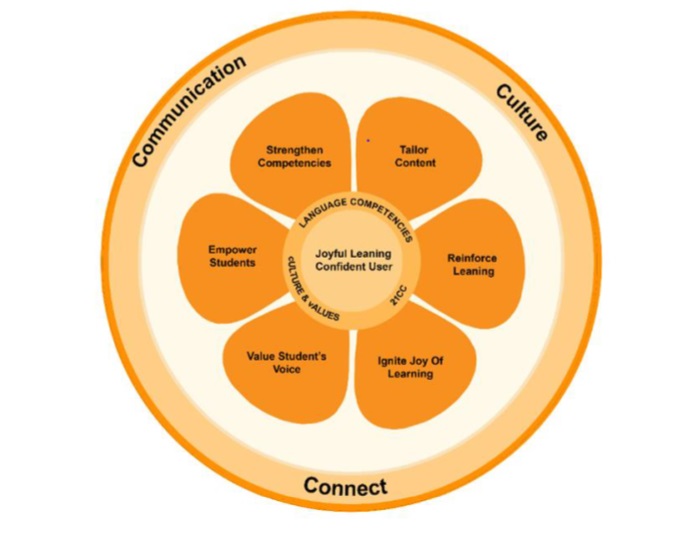 Communication
Culture
Strengthen
Competencies
Tailor
Content
LANGUAGE COMPETENCIES
Empower
Students
Joyful Leaning
Confident User
Reinforce
Leaning
cULTURE & vALUES
21CC
Value Student's
Voice
Ignite Joy Of
Learning
Connect